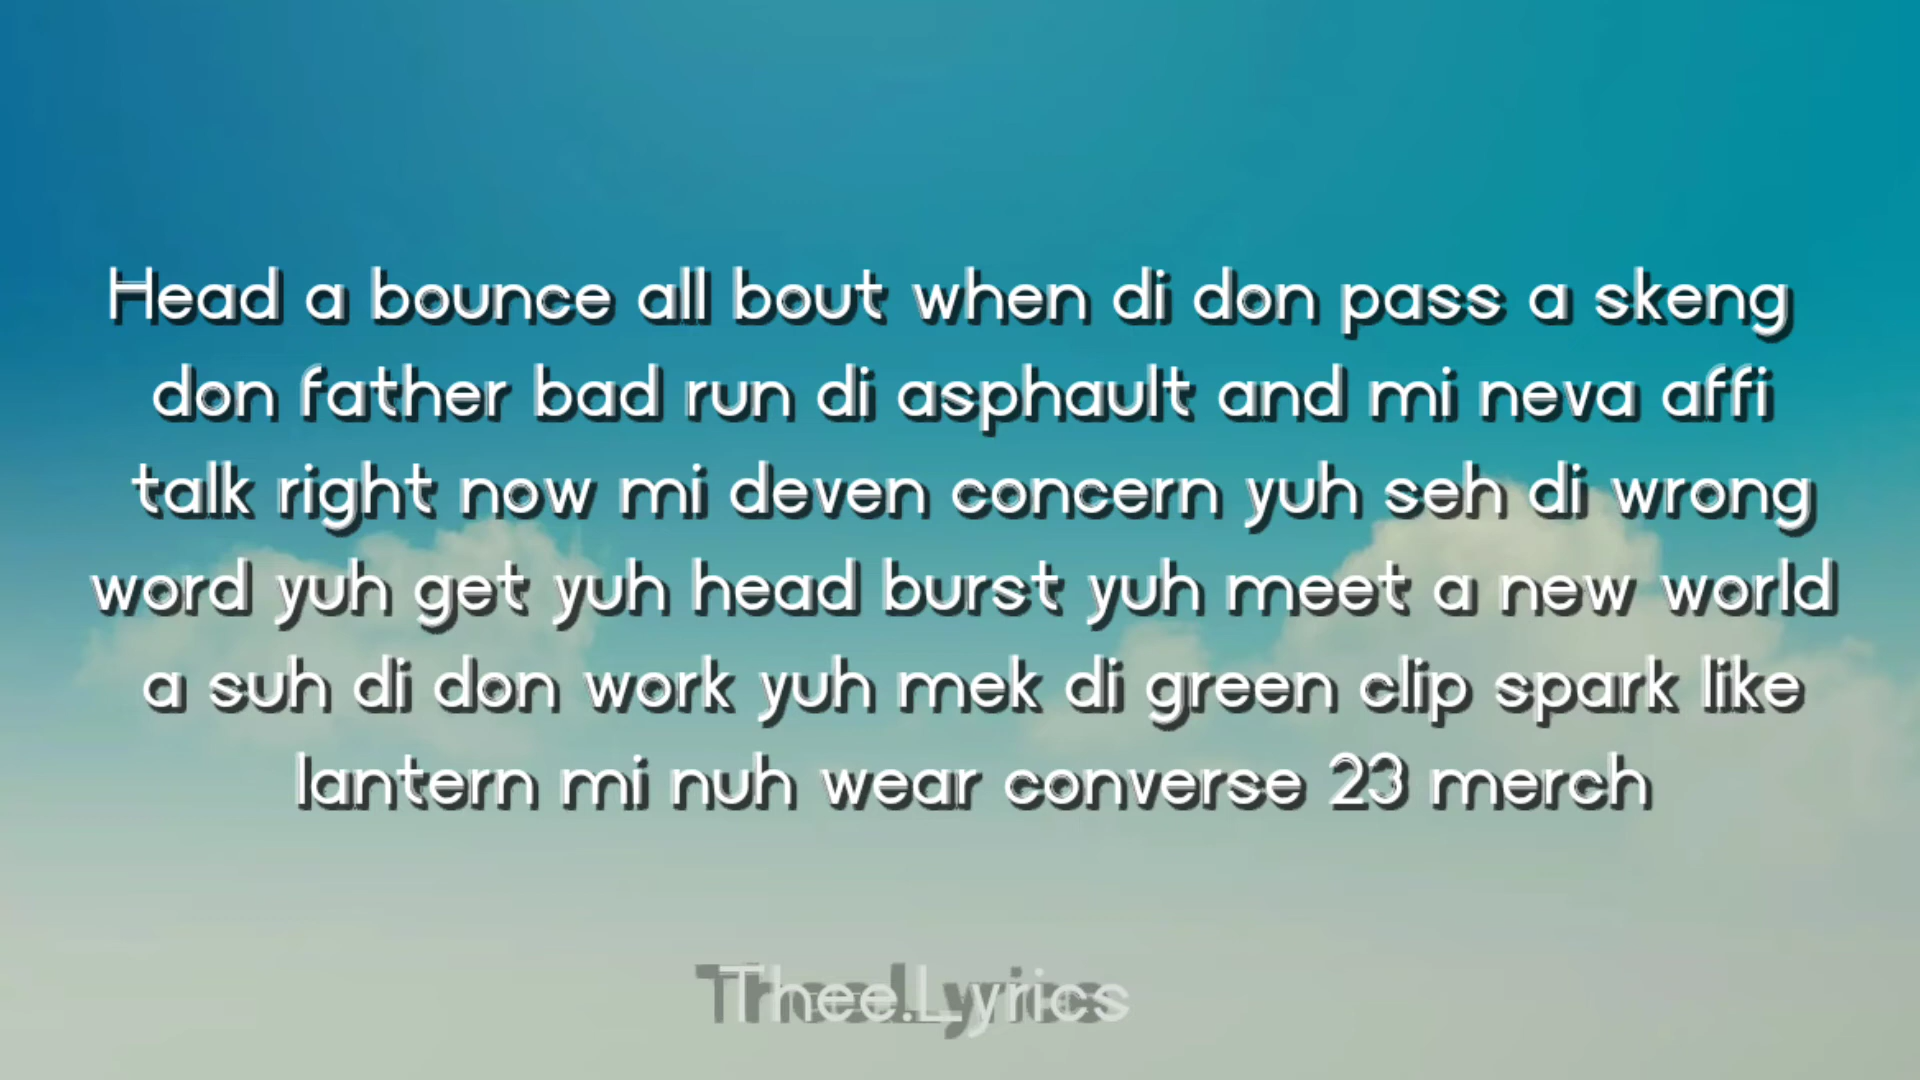 Head a bounce all bout when di don pass a skeng
don father bad run di asphault and mi neva affi
talk right now mi deven concern yuh seh di wrong
word yuh get yuh head burst yuh meet a new world
a suh di don work yuh mek di green clip spark like
lantern mi nuh wear converse 23 merch
Thee.Lyrics